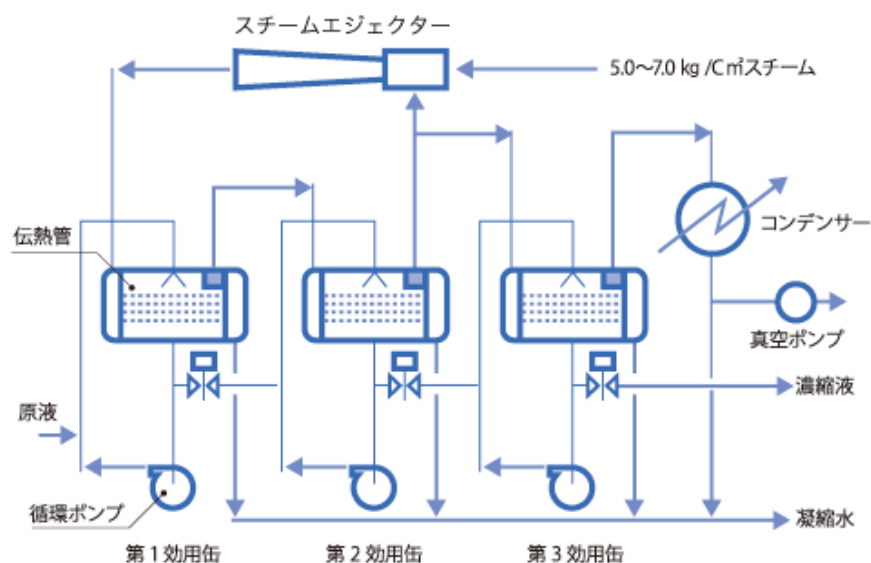 スチームエジェクター
5.0〜7.0 kg /C㎡スチーム
伝熱管
コンデンサー
真空ポンプ
濃縮液
原液
循環ポンプ
凝縮水
第1効用缶
第2効用缶
第3効用缶